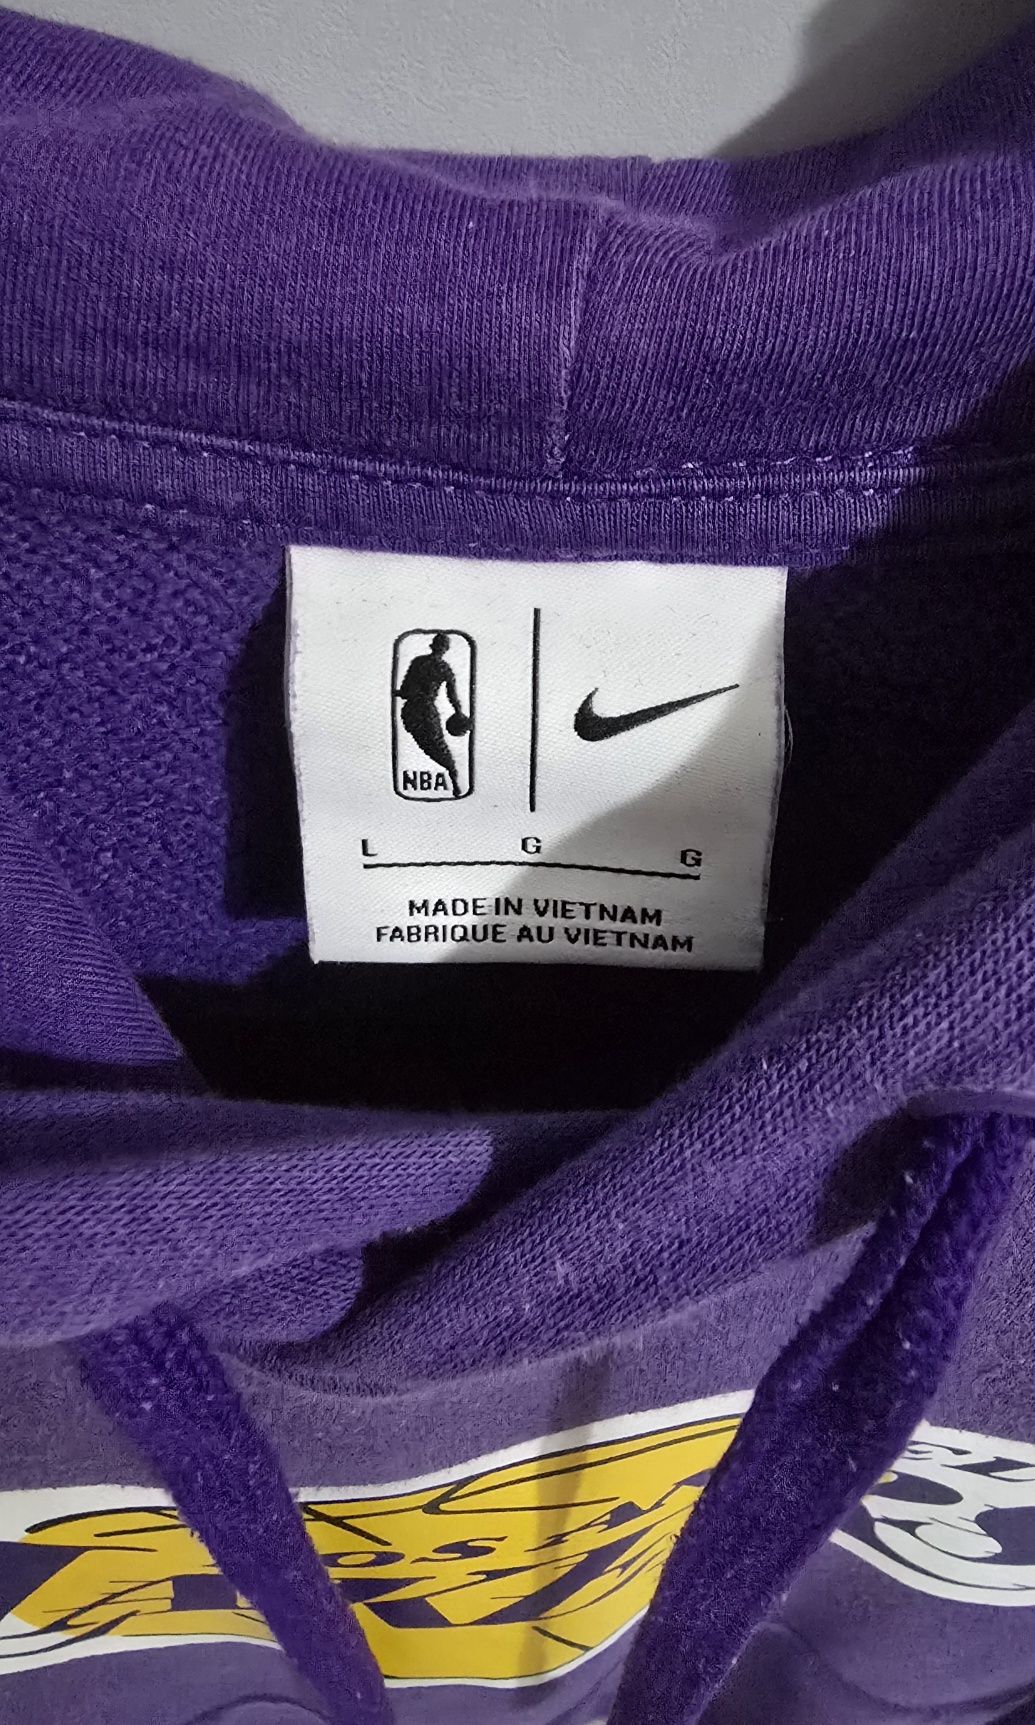 NBA
L G G
MADE IN VIETNAM
FABRIQUE AU VIETNAM